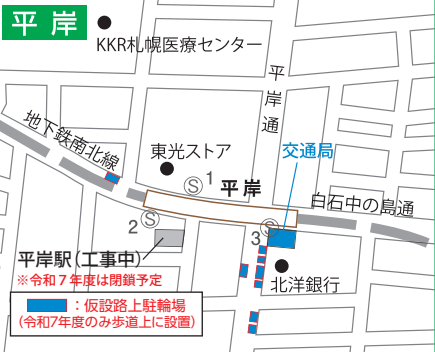 平岸
KKR札幌医療センター
平岸通
地下鉄南北線
東光ストア
交通局
S 1
平岸
白石中の島通
2 S
3 S
平岸駅(工事中)
※令和７年度は閉鎖予定
北洋銀行
：仮設路上駐輪場
(令和7年度のみ歩道上に設置)